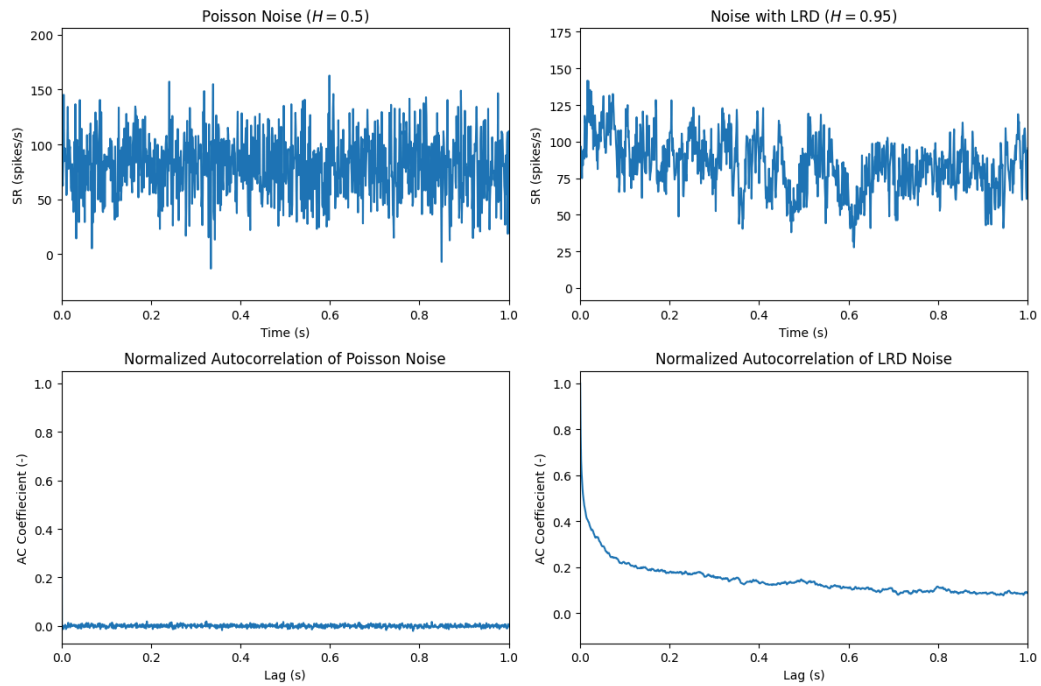 Poisson Noise (H = 0.5)
200
150
100
50
0
SR (spikes/s)
0.0 0.2 0.4 0.6 0.8 1.0
Time (s)
Noise with LRD (H = 0.95)
175
150
125
100
75
50
25
0
SR (spikes/s)
0.0 0.2 0.4 0.6 0.8 1.0
Time (s)
Normalized Autocorrelation of Poisson Noise
1.0
0.8
0.6
0.4
0.2
0.0
AC Coeffiecient (-)
0.0 0.2 0.4 0.6 0.8 1.0
Lag (s)
Normalized Autocorrelation of LRD Noise
1.0
0.8
0.6
0.4
0.2
0.0
AC Coeffiecient (-)
0.0 0.2 0.4 0.6 0.8 1.0
Lag (s)